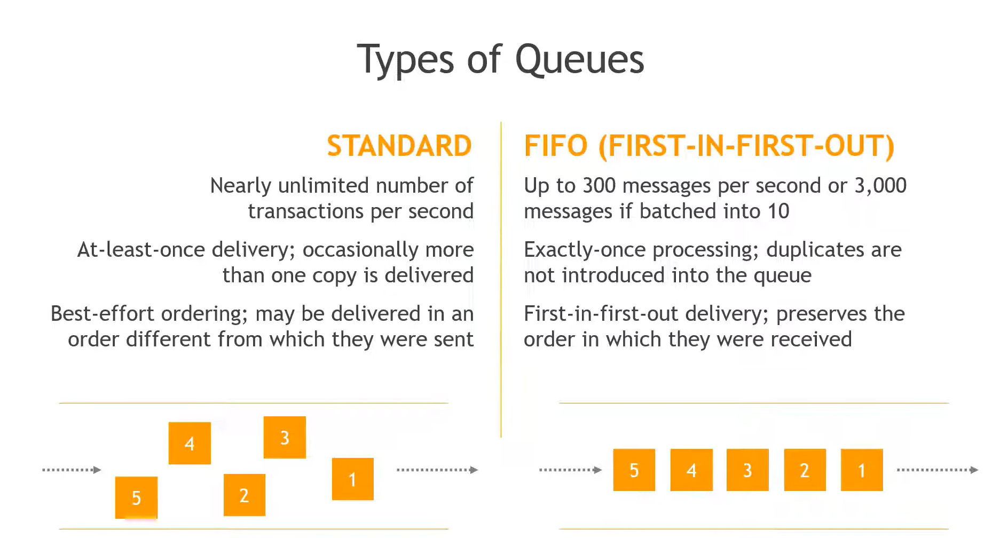 Types of Queues
STANDARD
Nearly unlimited number of
transactions per second
At-least-once delivery; occasionally more
than one copy is delivered
Best-effort ordering; may be delivered in an
order different from which they were sent
4
3
1
5
2
FIFO (FIRST-IN-FIRST-OUT)
Up to 300 messages per second or 3,000
messages if batched into 10
Exactly-once processing; duplicates are
not introduced into the queue
First-in-first-out delivery; preserves the
order in which they were received
5 4 3 2 1